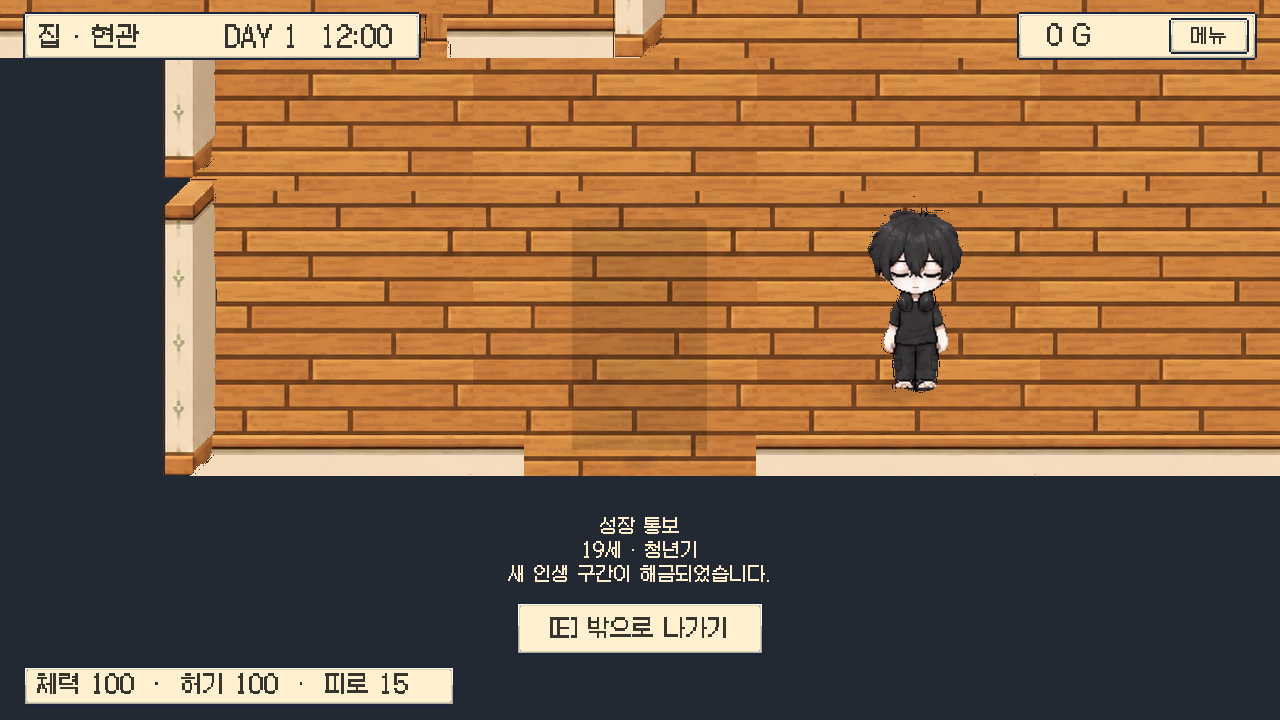 집 · 현관 DAY 1 12:00
0 G
메뉴
성장 통보
19세 · 청년기
새 인생 구간이 해금되었습니다.
[E] 밖으로 나가기
체력 100 · 허기 100 · 피로 15